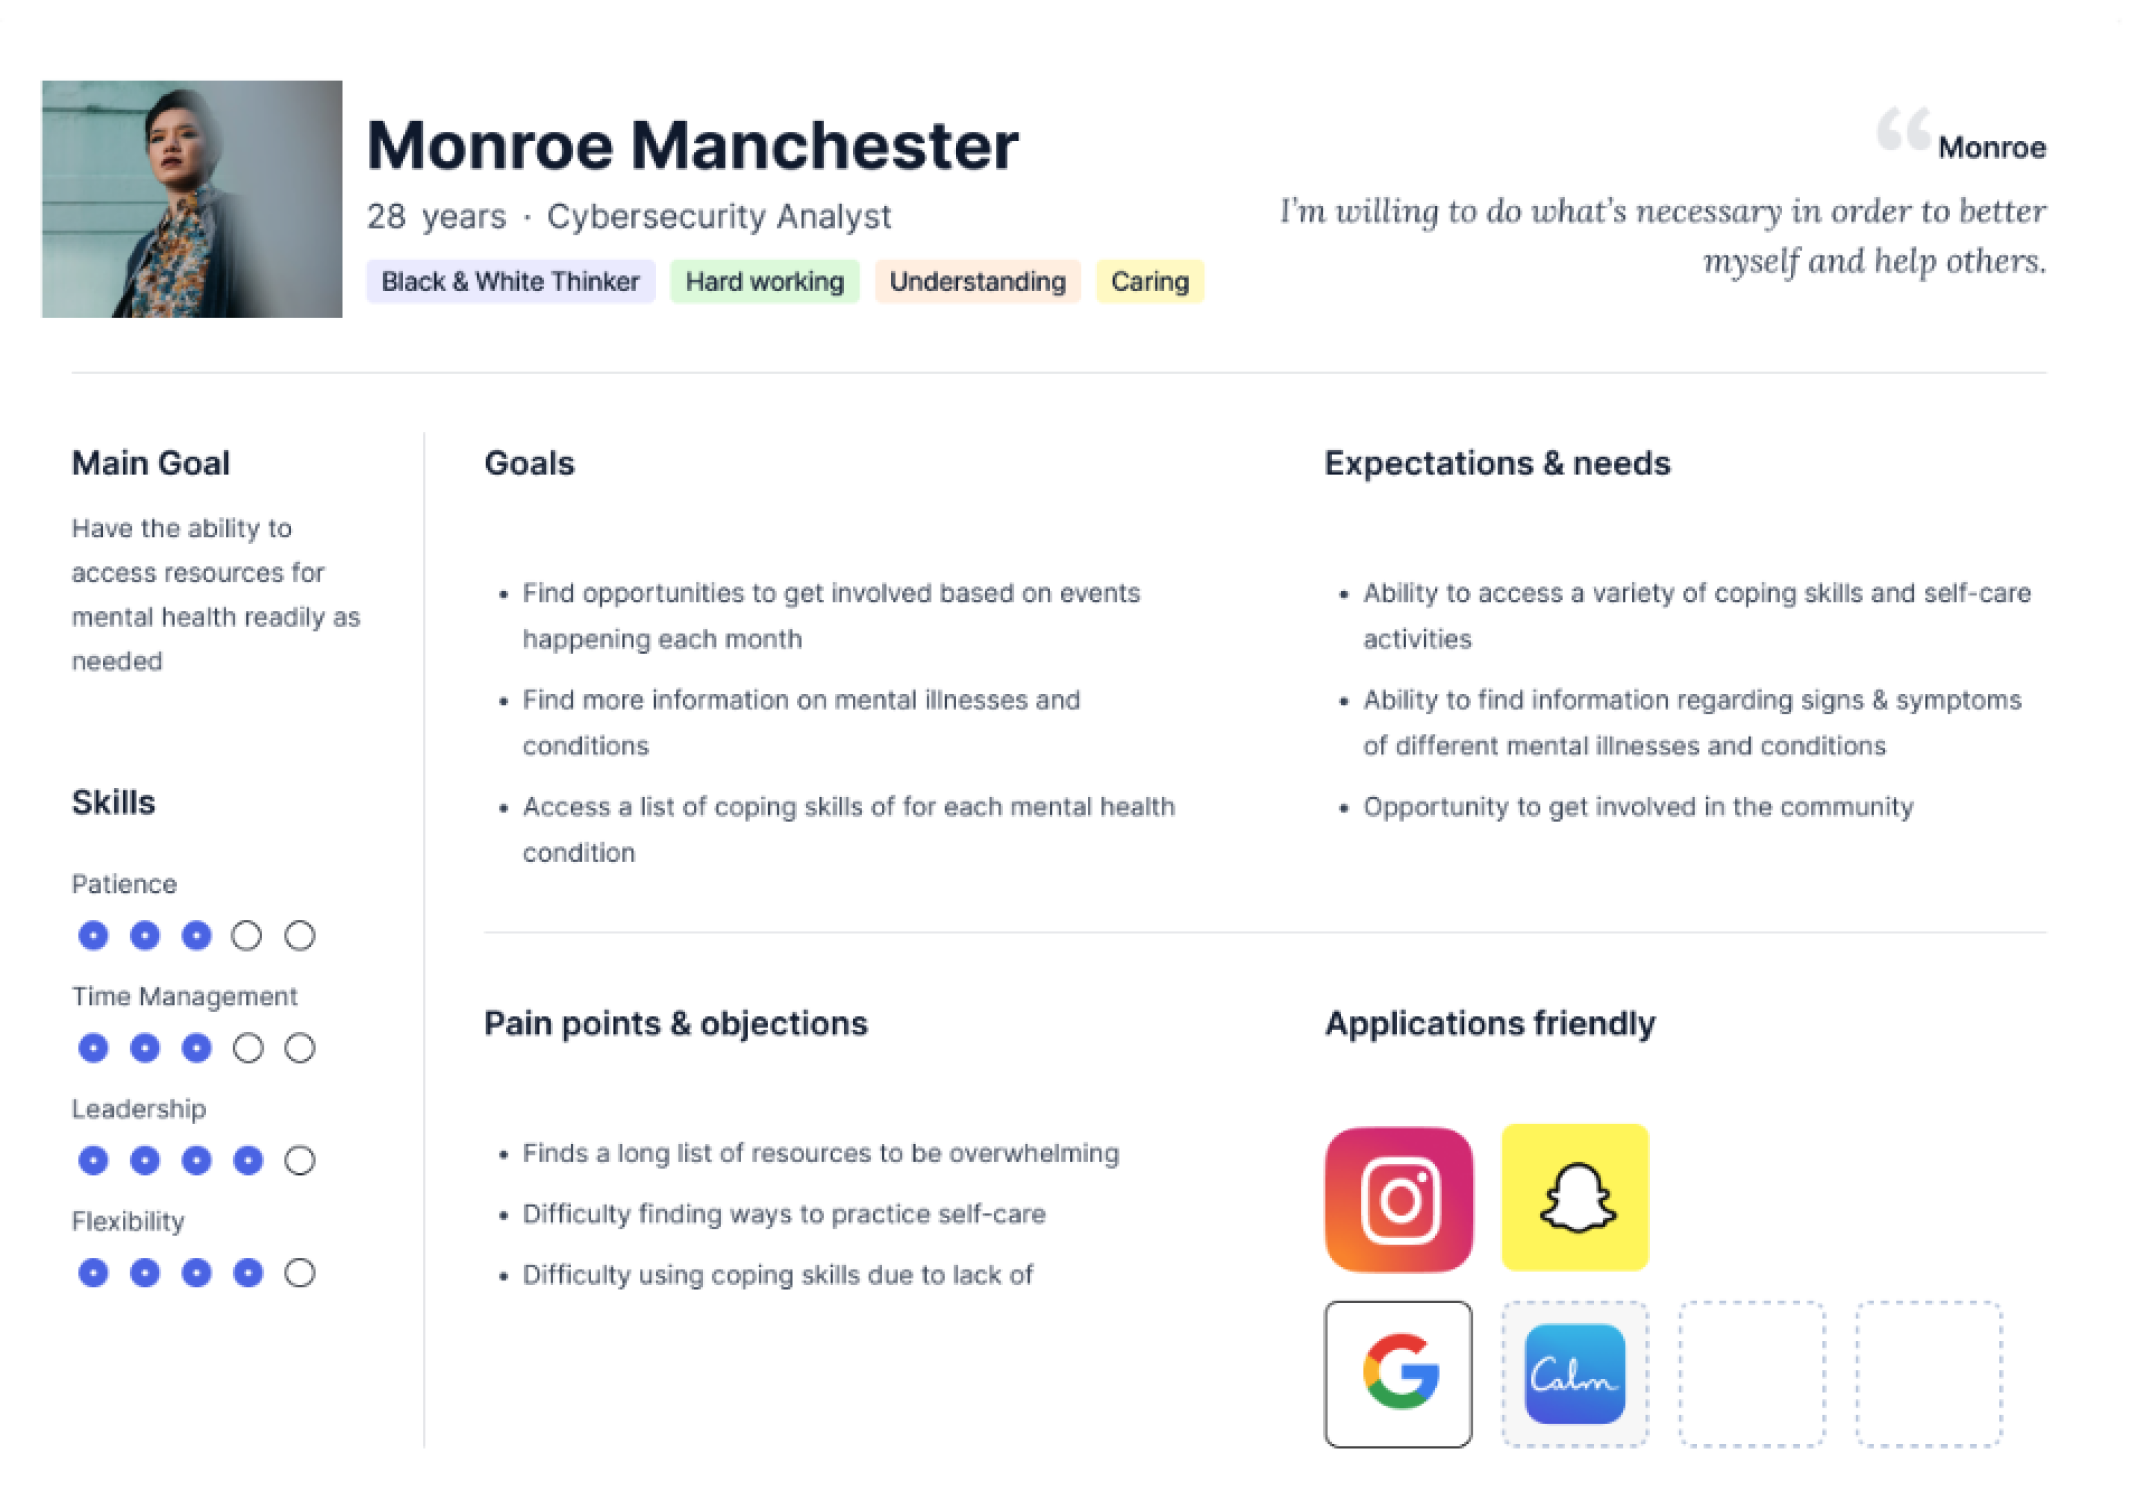 Monroe Manchester
28 years · Cybersecurity Analyst
Black & White Thinker Hard working Understanding Caring
“ Monroe
I'm willing to do what's necessary in order to better
myself and help others.
Main Goal
Have the ability to
access resources for
mental health readily as
needed
Skills
Patience
Time Management
Leadership
Flexibility
Goals
• Find opportunities to get involved based on events
happening each month
• Find more information on mental illnesses and
conditions
• Access a list of coping skills of for each mental health
condition
Expectations & needs
• Ability to access a variety of coping skills and self-care
activities
• Ability to find information regarding signs & symptoms
of different mental illnesses and conditions
• Opportunity to get involved in the community
Pain points & objections
• Finds a long list of resources to be overwhelming
• Difficulty finding ways to practice self-care
• Difficulty using coping skills due to lack of
Applications friendly
G
Calm